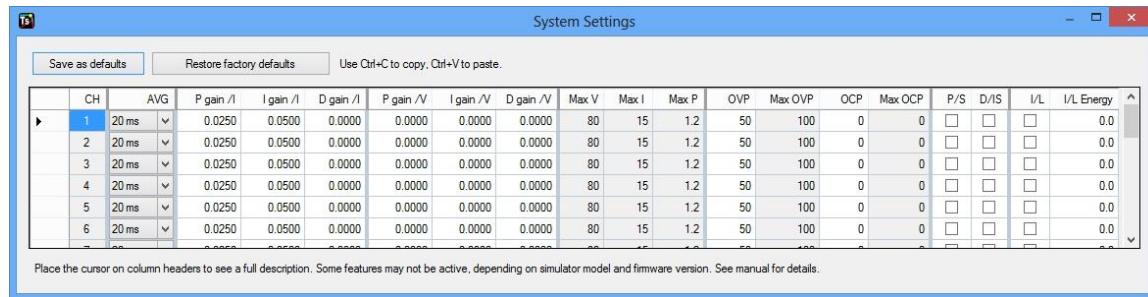 TS
System Settings
Save as defaults Restore factory defaults Use Ctrl+C to copy, Ctrl+V to paste.
CH AVG P gain /I I gain /I D gain /I P gain /V I gain /V D gain /V Max V Max I Max P OVP Max OVP OCP Max OCP P/S D/IS I/L I/L Energy
1 20 ms 0.0250 0.0500 0.0000 0.0000 0.0000 0.0000 80 15 1.2 50 100 0 0 0.0
2 20 ms 0.0250 0.0500 0.0000 0.0000 0.0000 0.0000 80 15 1.2 50 100 0 0 0.0
3 20 ms 0.0250 0.0500 0.0000 0.0000 0.0000 0.0000 80 15 1.2 50 100 0 0 0.0
4 20 ms 0.0250 0.0500 0.0000 0.0000 0.0000 0.0000 80 15 1.2 50 100 0 0 0.0
5 20 ms 0.0250 0.0500 0.0000 0.0000 0.0000 0.0000 80 15 1.2 50 100 0 0 0.0
6 20 ms 0.0250 0.0500 0.0000 0.0000 0.0000 0.0000 80 15 1.2 50 100 0 0 0.0
Place the cursor on column headers to see a full description. Some features may not be active, depending on simulator model and firmware version. See manual for details.